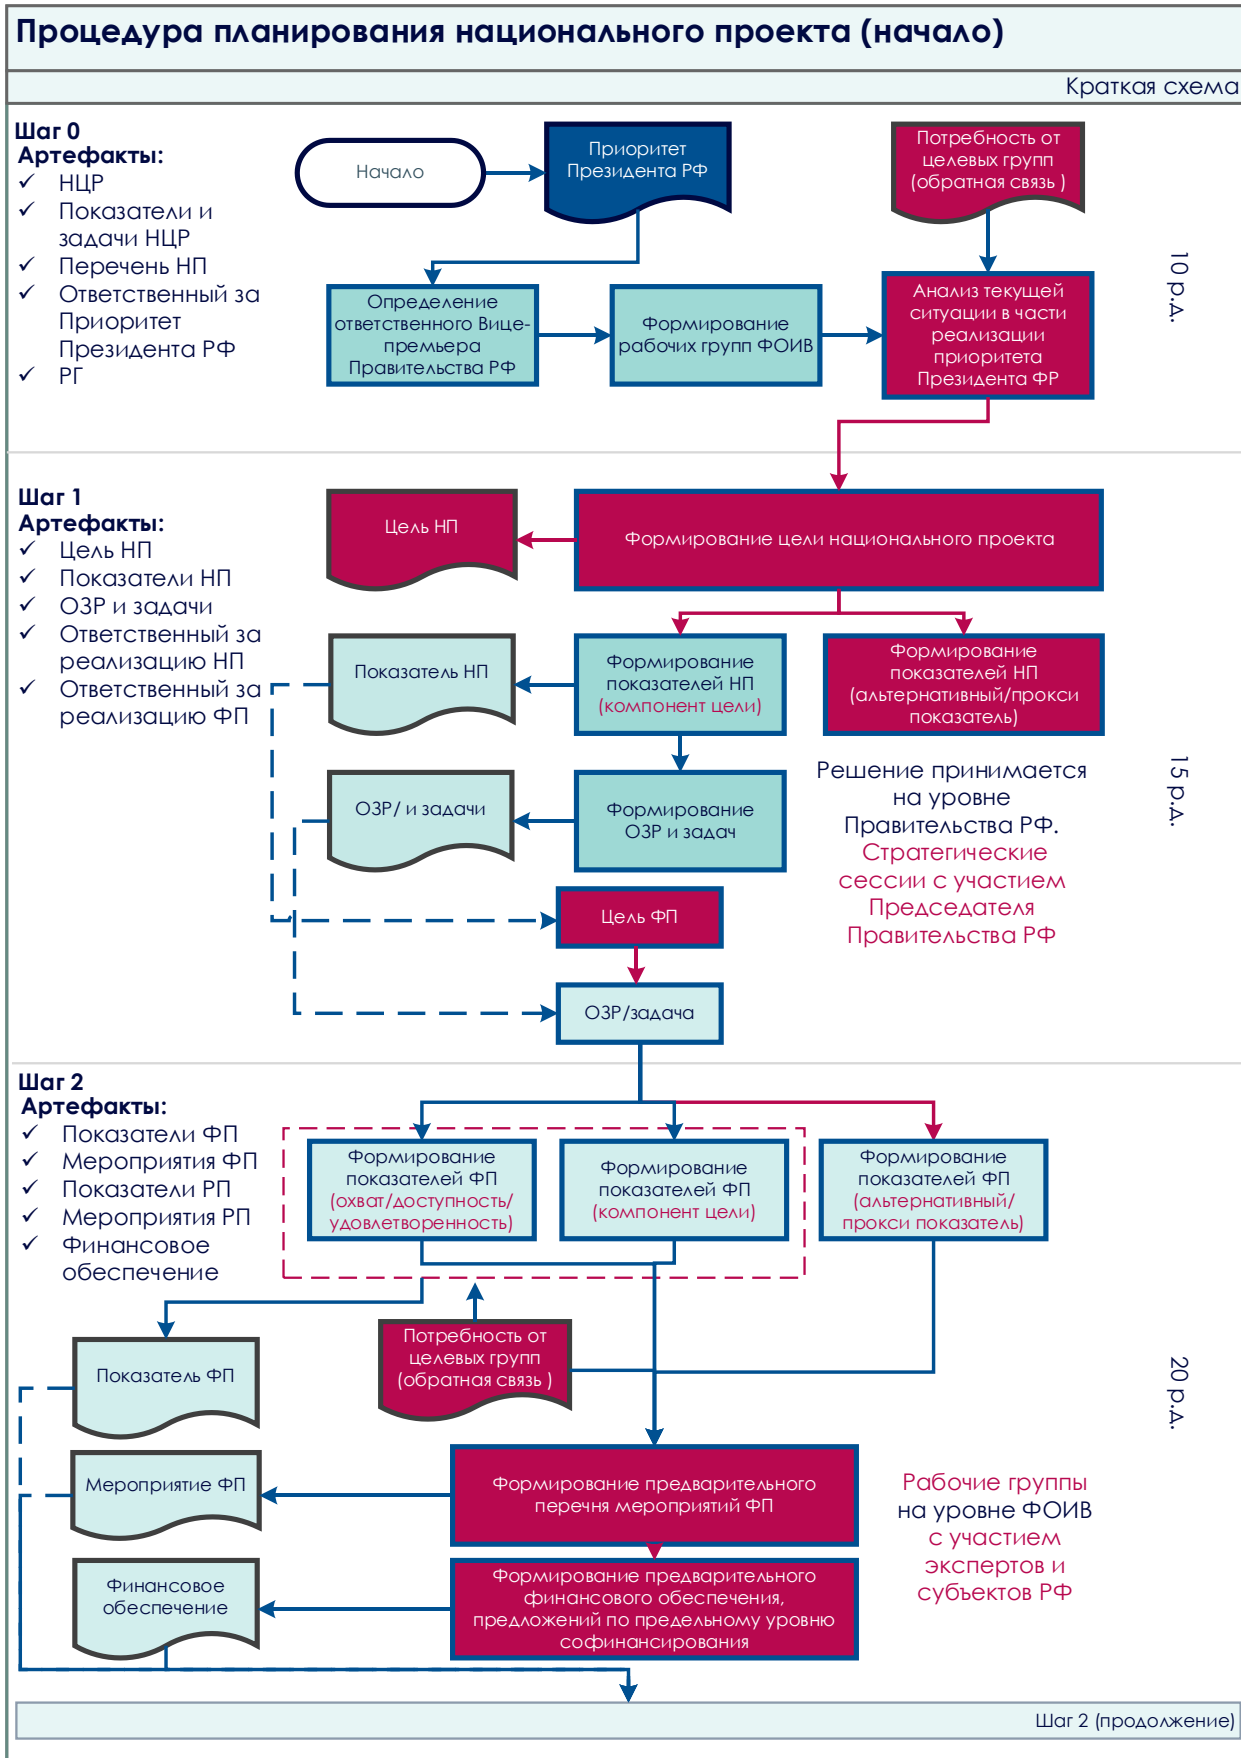 Процедура планирования национального проекта (начало)
Краткая схема
Шаг 0
Артефакты:
✓ НЦР
✓ Показатели и
задачи НЦР
✓ Перечень НП
✓ Ответственный за
Приоритет
Президента РФ
✓ РГ
Начало
Приоритет
Президента РФ
Потребность от
целевых групп
(обратная связь )
Определение
ответственного Вице-
премьера
Правительства РФ
Формирование
рабочих групп ФОИВ
Анализ текущей
ситуации в части
реализации
приоритета
Президента ФР
10 р.д.
Шаг 1
Артефакты:
✓ Цель НП
✓ Показатели НП
✓ ОЗР и задачи
✓ Ответственный за
реализацию НП
✓ Ответственный за
реализацию ФП
Цель НП
Формирование цели национального проекта
Показатель НП
Формирование
показателей НП
(компонент цели)
Формирование
показателей НП
(альтернативный/прокси
показатель)
ОЗР/ и задачи
Формирование
ОЗР и задач
Решение принимается
на уровне
Правительства РФ.
Стратегические
сессии с участием
Председателя
Правительства РФ
15 р.д.
Цель ФП
ОЗР/задача
Шаг 2
Артефакты:
✓ Показатели ФП
✓ Мероприятия ФП
✓ Показатели РП
✓ Мероприятия РП
✓ Финансовое
обеспечение
Формирование
показателей ФП
(охват/доступность/
удовлетворенность)
Формирование
показателей ФП
(компонент цели)
Формирование
показателей ФП
(альтернативный/
прокси показатель)
Потребность от
целевых групп
(обратная связь )
Показатель ФП
20 р.д.
Мероприятие ФП
Формирование предварительного
перечня мероприятий ФП
Рабочие группы
на уровне ФОИВ
с участием
экспертов и
субъектов РФ
Финансовое
обеспечение
Формирование предварительного
финансового обеспечения,
предложений по предельному уровню
софинансирования
Шаг 2 (продолжение)